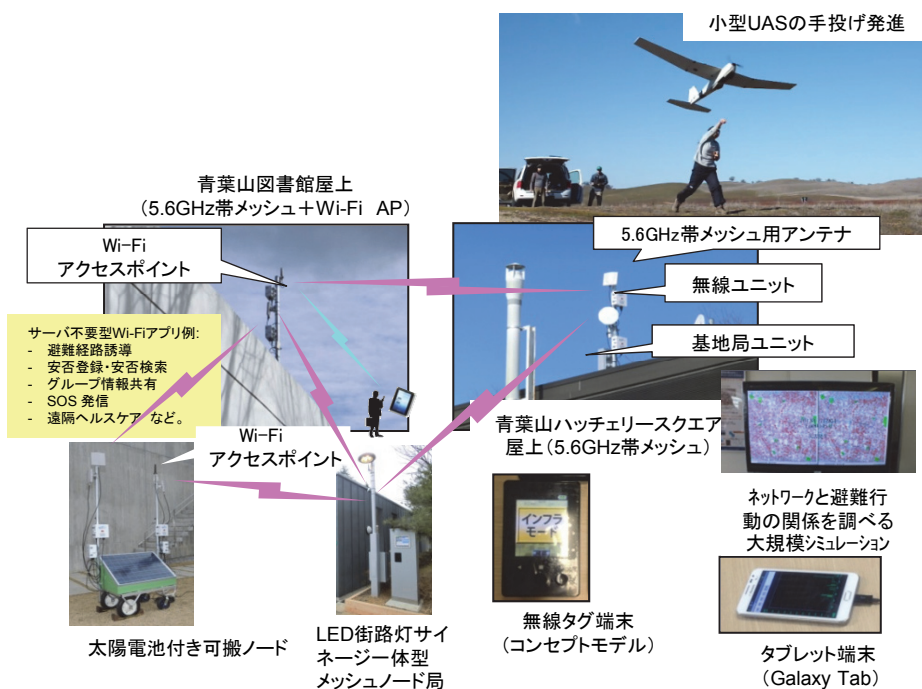 小型UASの手投げ発進
青葉山図書館屋上
(5.6GHz帯メッシュ+Wi-Fi AP)
Wi-Fi
アクセスポイント
5.6GHz帯メッシュ用アンテナ
無線ユニット
基地局ユニット
サーバ不要型Wi-Fiアプリ例:
- 避難経路誘導
- 安否登録・安否検索
- グループ情報共有
- SOS 発信
- 遠隔ヘルスケア など。
Wi-Fi
アクセスポイント
青葉山ハッチェリースクエア
屋上(5.6GHz帯メッシュ)
インフラ
モード
ネットワークと避難行
動の関係を調べる
大規模シミュレーション
太陽電池付き可搬ノード
LED街路灯サイ
ネージ一体型
メッシュノード局
無線タグ端末
(コンセプトモデル)
タブレット端末
(Galaxy Tab)